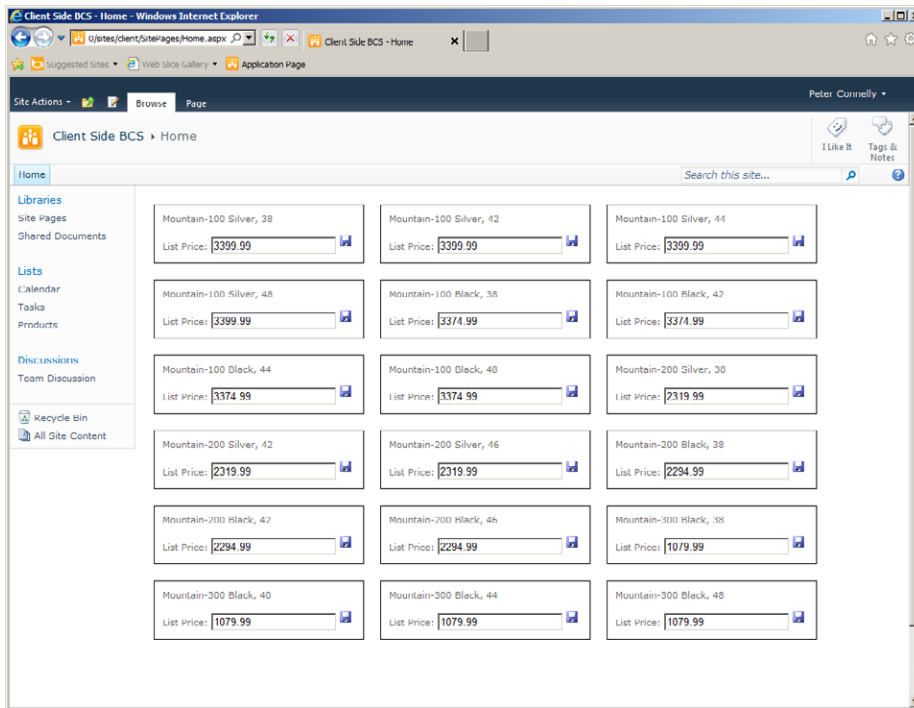 Client Side BCS - Home - Windows Internet Explorer
0/sites/client/SitePages/Home.aspx
Client Side BCS - Home
Suggested Sites
Web Slice Gallery
Application Page
Peter Connelly
Site Actions
Browse
Page
Client Side BCS
Home
I Like It
Tags & Notes
Home
Search this site...
Libraries
Site Pages
Shared Documents
Lists
Calendar
Tasks
Products
Discussions
Team Discussion
Recycle Bin
All Site Content
Mountain-100 Silver, 38
List Price: 3399.99
Mountain-100 Silver, 42
List Price: 3399.99
Mountain-100 Silver, 44
List Price: 3399.99
Mountain-100 Silver, 48
List Price: 3399.99
Mountain-100 Black, 38
List Price: 3374.99
Mountain-100 Black, 42
List Price: 3374.99
Mountain-100 Black, 44
List Price: 3374.99
Mountain-100 Black, 48
List Price: 3374.99
Mountain-200 Silver, 38
List Price: 2319.99
Mountain-200 Silver, 42
List Price: 2319.99
Mountain-200 Silver, 46
List Price: 2319.99
Mountain-200 Black, 38
List Price: 2294.99
Mountain-200 Black, 42
List Price: 2294.99
Mountain-200 Black, 46
List Price: 2294.99
Mountain-300 Black, 38
List Price: 1079.99
Mountain-300 Black, 40
List Price: 1079.99
Mountain-300 Black, 44
List Price: 1079.99
Mountain-300 Black, 48
List Price: 1079.99